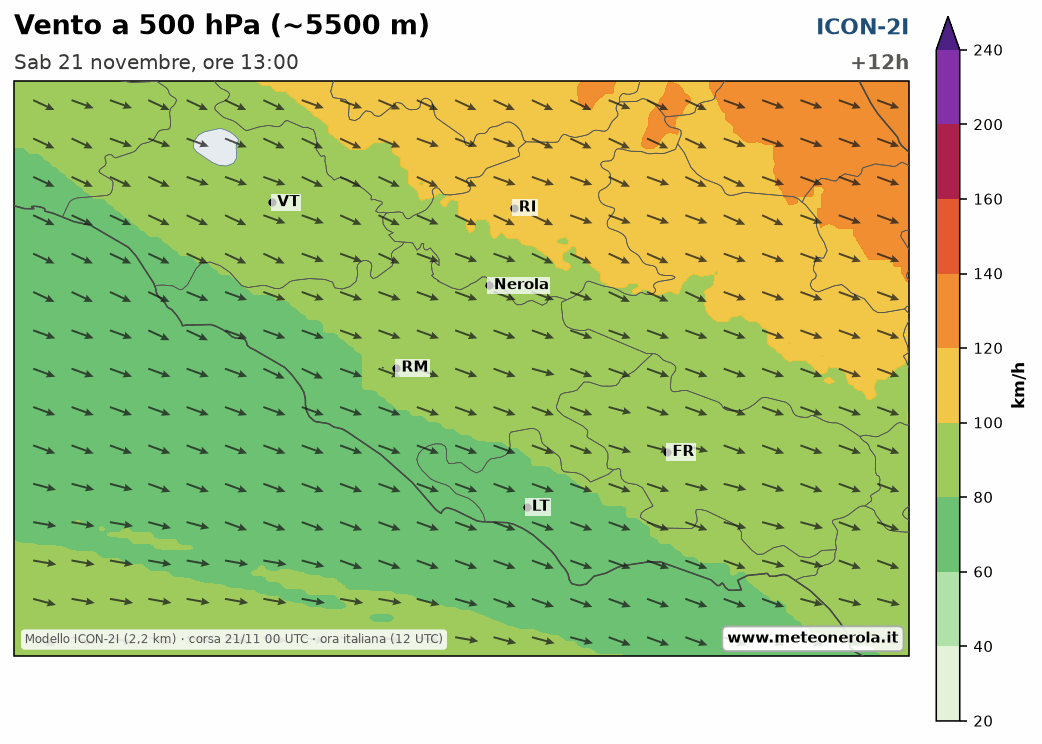 Vento a 500 hPa (~5500 m)
ICON-2I
Sab 21 novembre, ore 13:00
+12h
VT
RI
Nerola
RM
FR
LT
240
200
160
140
120
100
80
60
40
20
km/h
Modello ICON-2I (2,2 km) · corsa 21/11 00 UTC · ora italiana (12 UTC)
www.meteonerola.it